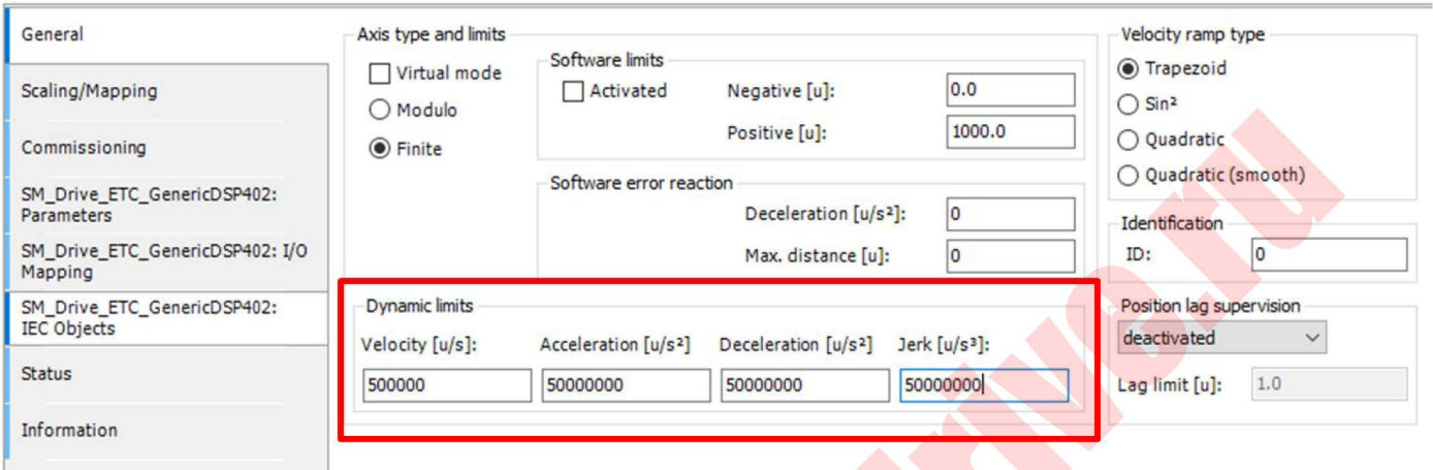 General
Scaling/Mapping
Commissioning
SM_Drive_ETC_GenericDSP402:
Parameters
SM_Drive_ETC_GenericDSP402: I/O
Mapping
SM_Drive_ETC_GenericDSP402:
IEC Objects
Status
Information
Axis type and limits
Virtual mode
Modulo
Finite
Software limits
Activated
Negative [u]: 0.0
Positive [u]: 1000.0
Software error reaction
Deceleration [u/s²]: 0
Max. distance [u]: 0
Dynamic limits
Velocity [u/s]: Acceleration [u/s²] Deceleration [u/s²] Jerk [u/s³]:
500000 50000000 50000000 50000000
Velocity ramp type
Trapezoid
Sin²
Quadratic
Quadratic (smooth)
Identification
ID: 0
Position lag supervision
deactivated
Lag limit [u]: 1.0
drive.ru